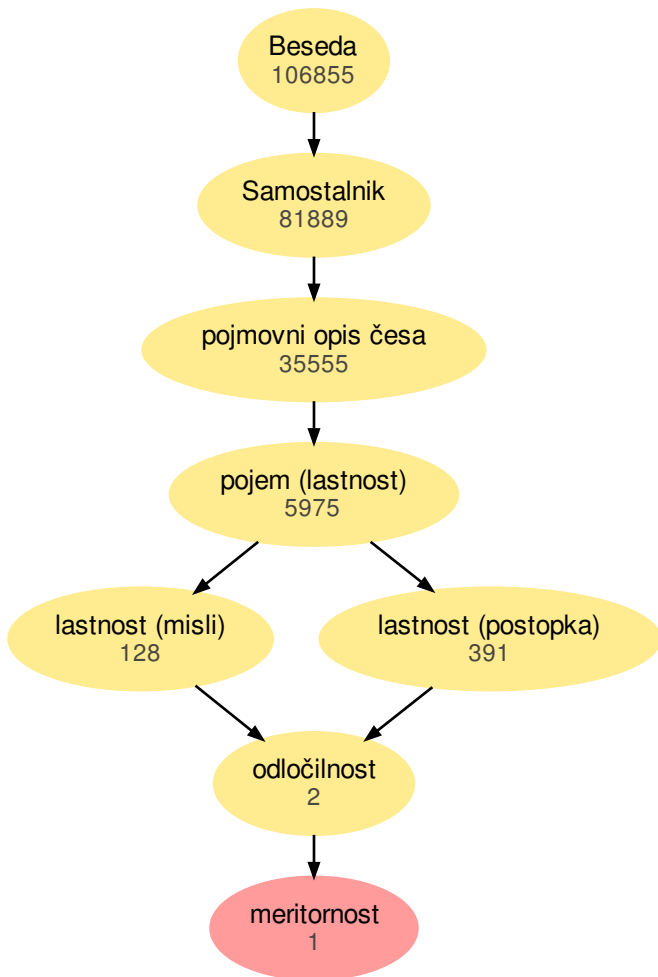 Beseda
106855
Samostalnik
81889
pojmovni opis česa
35555
pojem (lastnost)
5975
lastnost (misli)
128
lastnost (postopka)
391
odločilnost
2
meritornost
1